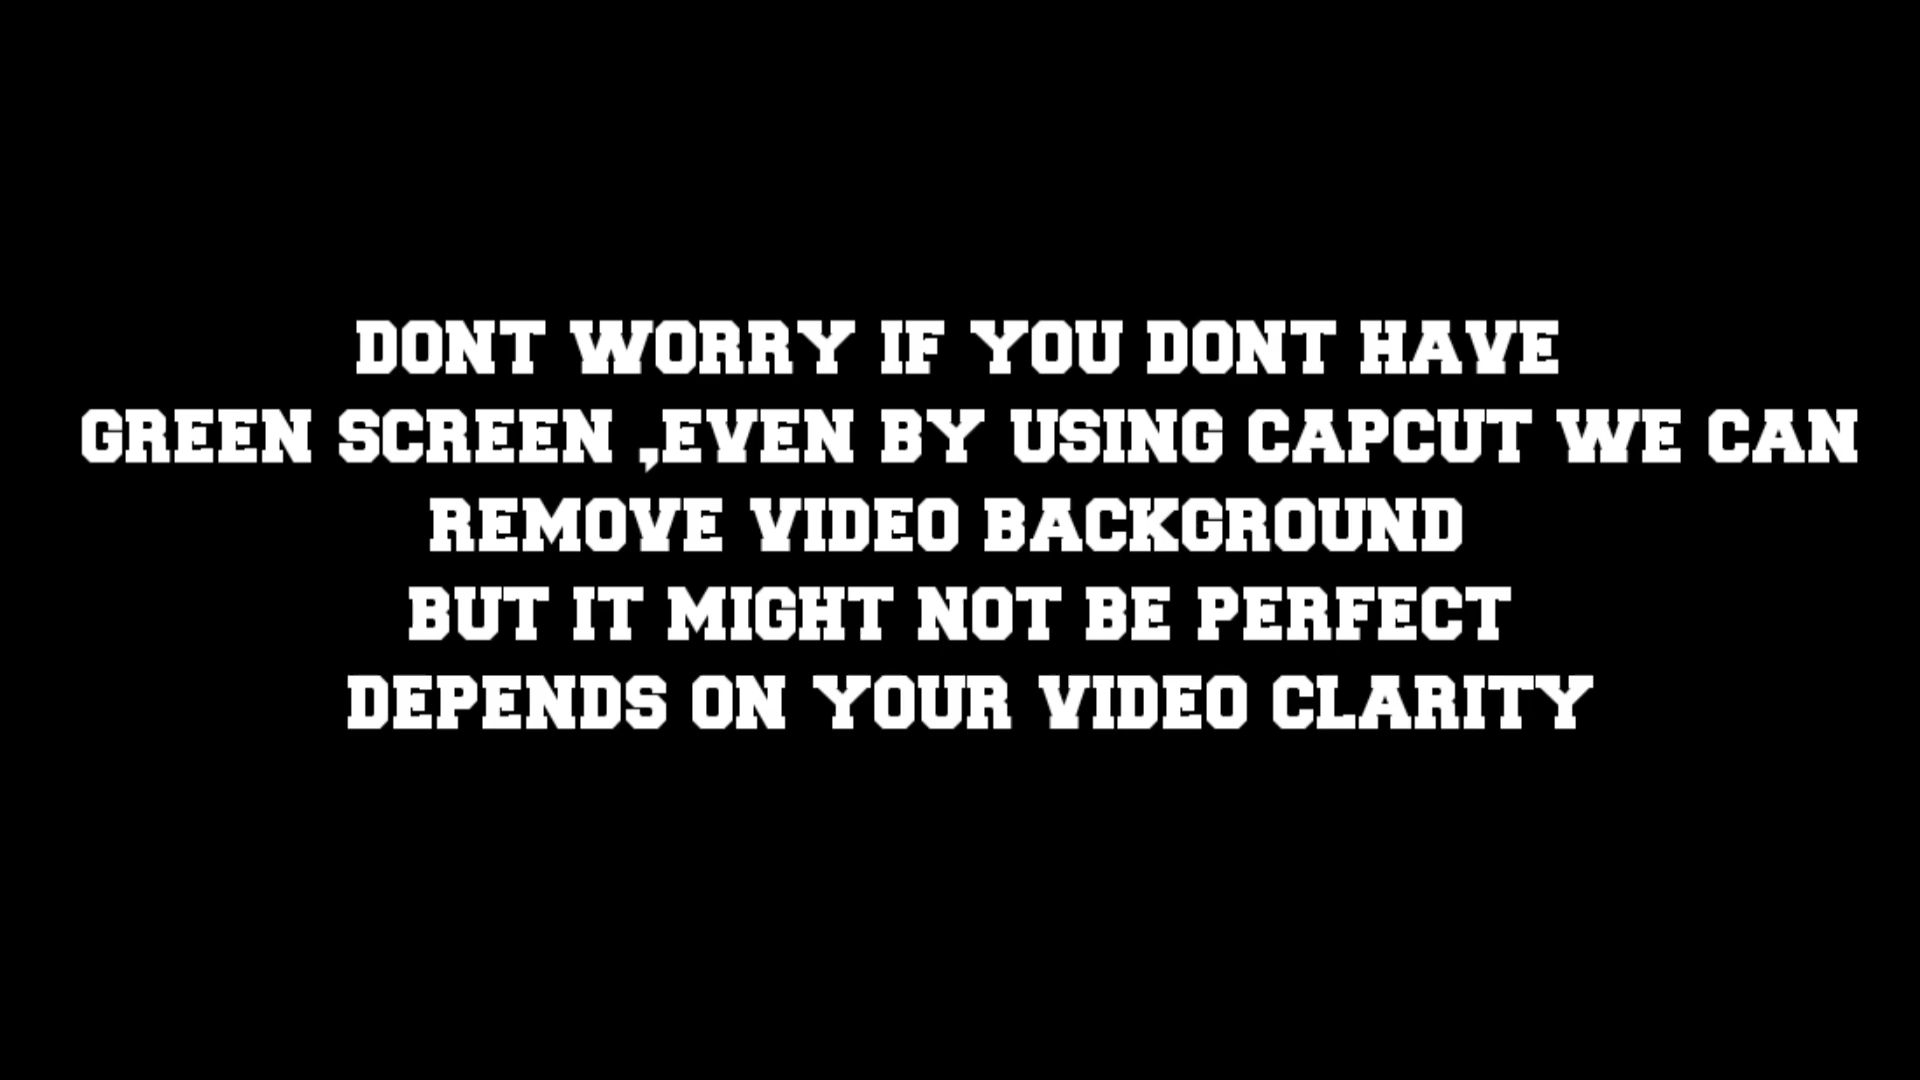 DONT WORRY IF YOU DONT HAVE
GREEN SCREEN ,EVEN BY USING CAPCUT WE CAN
REMOVE VIDEO BACKGROUND
BUT IT MIGHT NOT BE PERFECT
DEPENDS ON YOUR VIDEO CLARITY